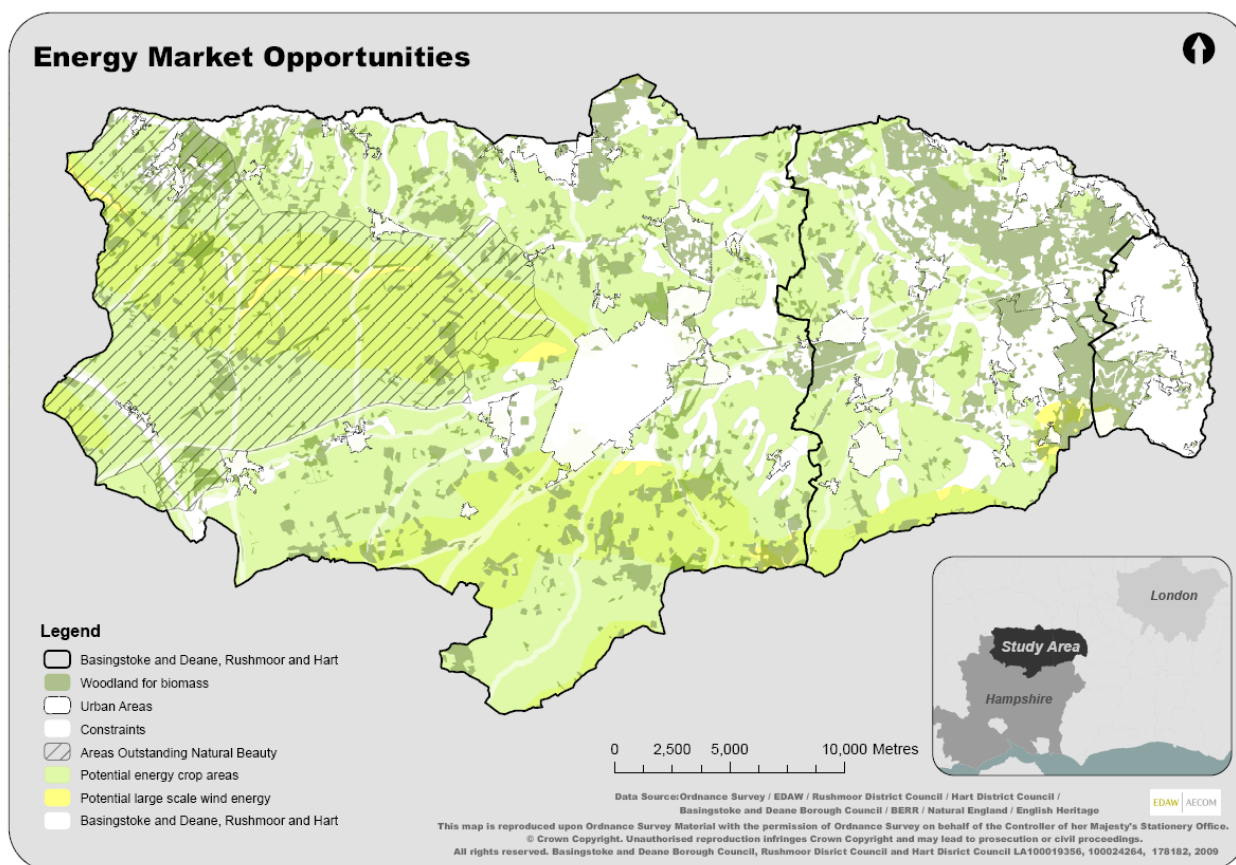 Energy Market Opportunities
London
Study Area
Hampshire
Legend
Basingstoke and Deane, Rushmoor and Hart
Woodland for biomass
Urban Areas
Constraints
Areas Outstanding Natural Beauty
Potential energy crop areas
Potential large scale wind energy
Basingstoke and Deane, Rushmoor and Hart
0 2,500 5,000 10,000 Metres
Data Source:Ordnance Survey / EDAW / Rushmoor District Council / Hart District Council /
Basingstoke and Deane Borough Council / BERR / Natural England / English Heritage
EDAW AECOM
This map is reproduced upon Ordnance Survey Material with the permission of Ordnance Survey on behalf of the Controller of her Majesty's Stationery Office.
© Crown Copyright. Unauthorised reproduction infringes Crown Copyright and may lead to prosecution or civil proceedings.
All rights reserved. Basingstoke and Deane Borough Council, Rushmoor Disrict Council and Hart Disrict Council LA100019356, 100024264, 178182, 2009